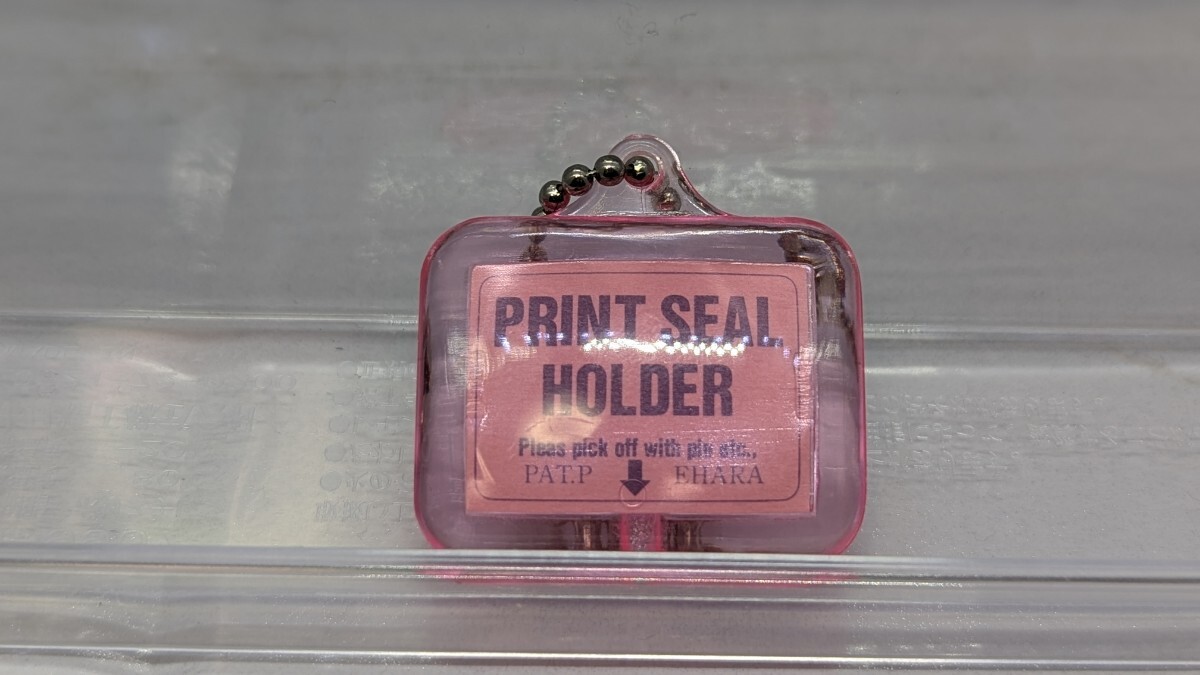 PRINT SEAL
HOLDER
Pleas pick off with pin etc.,
PAT.P EHARA